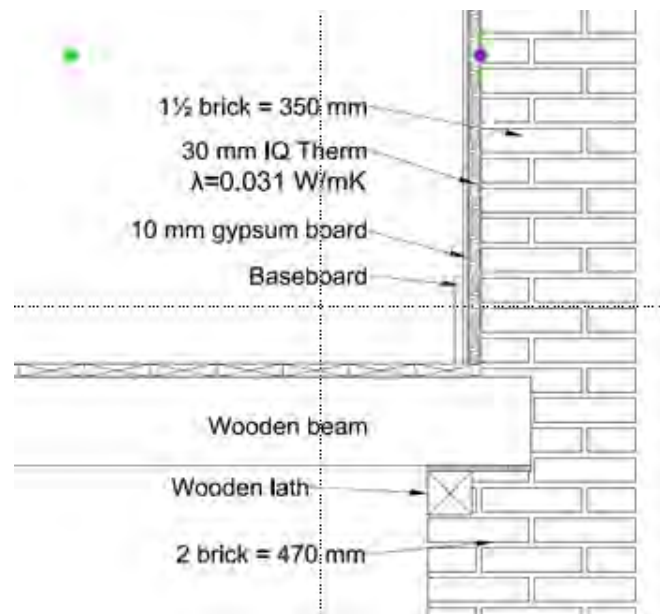 1½ brick = 350 mm
30 mm IQ Therm
λ=0.031 W/mK
10 mm gypsum board
Baseboard
Wooden beam
Wooden lath
2 brick = 470 mm